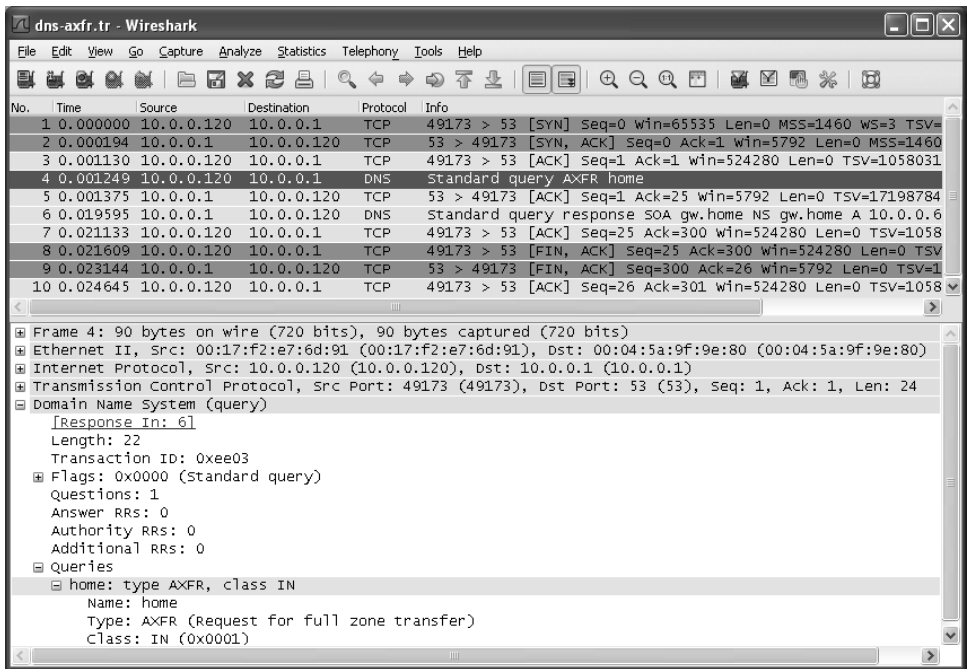 dns-axfr.tr - Wireshark
File Edit View Go Capture Analyze Statistics Telephony Tools Help
No. Time Source Destination Protocol Info
1 0.000000 10.0.0.120 10.0.0.1 TCP 49173 > 53 [SYN] Seq=0 Win=65535 Len=0 MSS=1460 WS=3 TSV=
2 0.000194 10.0.0.1 10.0.0.120 TCP 53 > 49173 [SYN, ACK] Seq=0 Ack=1 Win=5792 Len=0 MSS=1460
3 0.001130 10.0.0.120 10.0.0.1 TCP 49173 > 53 [ACK] Seq=1 Ack=1 Win=524280 Len=0 TSV=1058031
4 0.001249 10.0.0.120 10.0.0.1 DNS Standard query AXFR home
5 0.001375 10.0.0.1 10.0.0.120 TCP 53 > 49173 [ACK] Seq=1 Ack=25 Win=5792 Len=0 TSV=17198784
6 0.019595 10.0.0.1 10.0.0.120 DNS Standard query response SOA gw.home NS gw.home A 10.0.0.6
7 0.021133 10.0.0.120 10.0.0.1 TCP 49173 > 53 [ACK] Seq=25 Ack=300 Win=524280 Len=0 TSV=1058
8 0.021609 10.0.0.120 10.0.0.1 TCP 49173 > 53 [FIN, ACK] Seq=25 Ack=300 Win=524280 Len=0 TSV
9 0.023144 10.0.0.1 10.0.0.120 TCP 53 > 49173 [FIN, ACK] Seq=300 Ack=26 Win=5792 Len=0 TSV=1
10 0.024645 10.0.0.120 10.0.0.1 TCP 49173 > 53 [ACK] Seq=26 Ack=301 Win=524280 Len=0 TSV=1058
Frame 4: 90 bytes on wire (720 bits), 90 bytes captured (720 bits)
Ethernet II, Src: 00:17:f2:e7:6d:91 (00:17:f2:e7:6d:91), Dst: 00:04:5a:9f:9e:80 (00:04:5a:9f:9e:80)
Internet Protocol, Src: 10.0.0.120 (10.0.0.120), Dst: 10.0.0.1 (10.0.0.1)
Transmission Control Protocol, Src Port: 49173 (49173), Dst Port: 53 (53), Seq: 1, Ack: 1, Len: 24
Domain Name System (query)
[Response In: 6]
Length: 22
Transaction ID: 0xee03
Flags: 0x0000 (Standard query)
Questions: 1
Answer RRs: 0
Authority RRs: 0
Additional RRs: 0
Queries
home: type AXFR, class IN
Name: home
Type: AXFR (Request for full zone transfer)
Class: IN (0x0001)